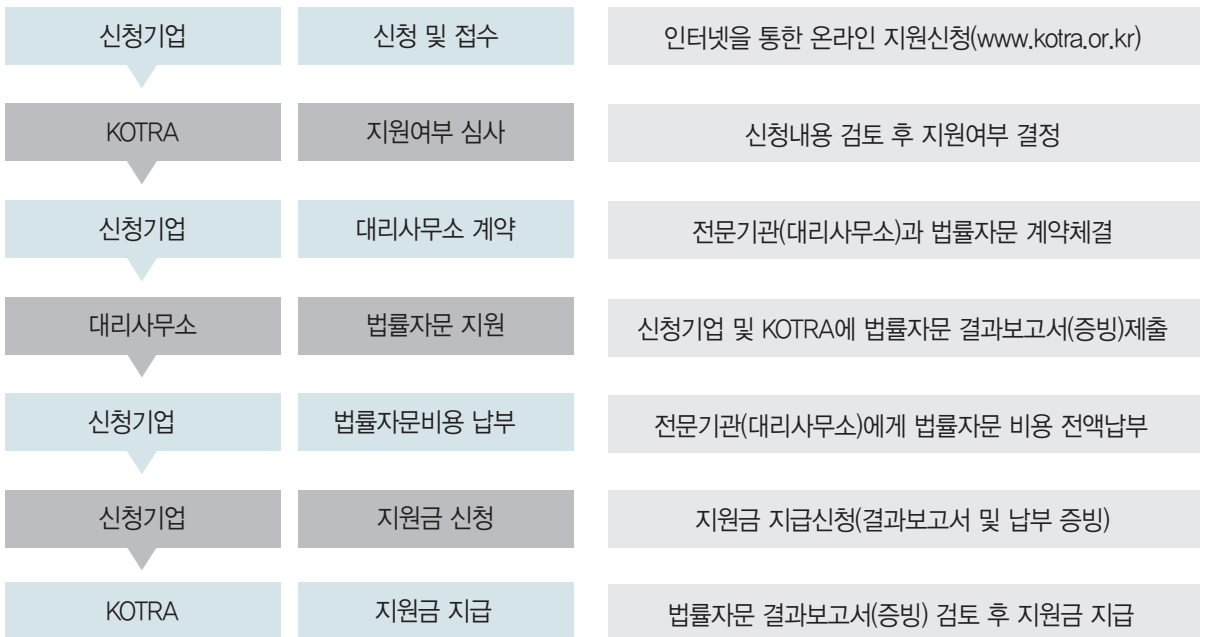 신청기업 신청 및 접수 인터넷을 통한 온라인 지원신청(www.kotra.or.kr)
KOTRA 지원여부 심사 신청내용 검토 후 지원여부 결정
신청기업 대리사무소 계약 전문기관(대리사무소)과 법률자문 계약체결
대리사무소 법률자문 지원 신청기업 및 KOTRA에 법률자문 결과보고서(증빙)제출
신청기업 법률자문비용 납부 전문기관(대리사무소)에게 법률자문 비용 전액납부
신청기업 지원금 신청 지원금 지급신청(결과보고서 및 납부 증빙)
KOTRA 지원금 지급 법률자문 결과보고서(증빙) 검토 후 지원금 지급